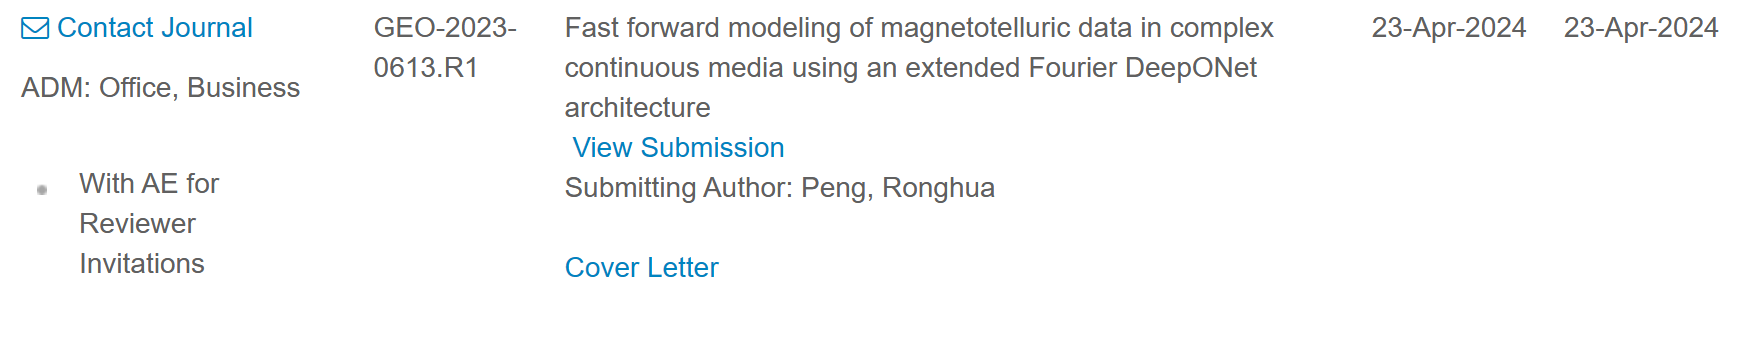 Contact Journal
ADM: Office, Business
With AE for
Reviewer
Invitations
GEO-2023-
0613.R1
Fast forward modeling of magnetotelluric data in complex
continuous media using an extended Fourier DeepONet
architecture
View Submission
Submitting Author: Peng, Ronghua
Cover Letter
23-Apr-2024
23-Apr-2024